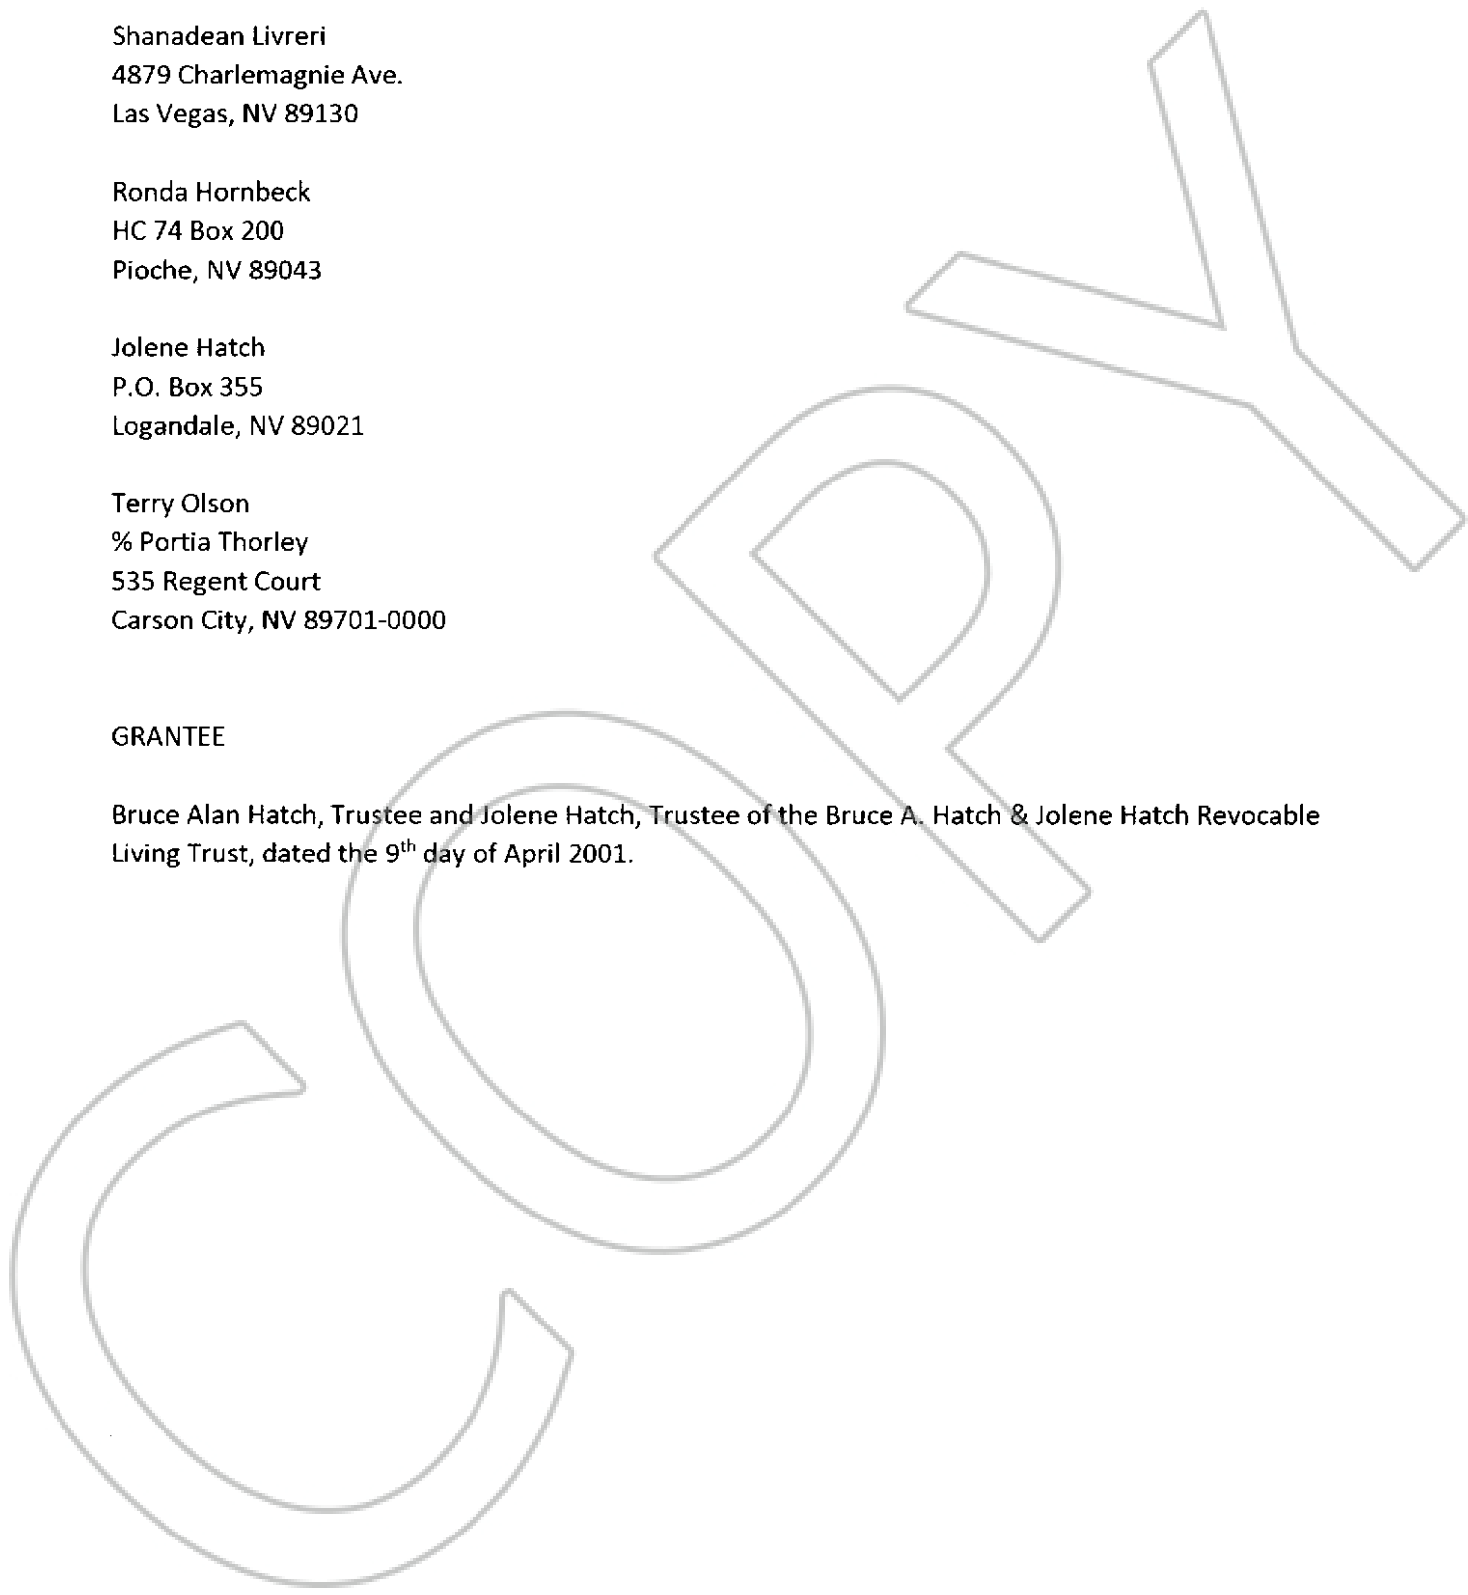 Shanadean Livreri
4879 Charlemagnie Ave.
Las Vegas, NV 89130
Ronda Hornbeck
HC 74 Box 200
Pioche, NV 89043
Jolene Hatch
P.O. Box 355
Logandale, NV 89021
Terry Olson
% Portia Thorley
535 Regent Court
Carson City, NV 89701-0000
GRANTEE
Bruce Alan Hatch, Trustee and Jolene Hatch, Trustee of the Bruce A. Hatch & Jolene Hatch Revocable
Living Trust, dated the 9th day of April 2001.
COPY